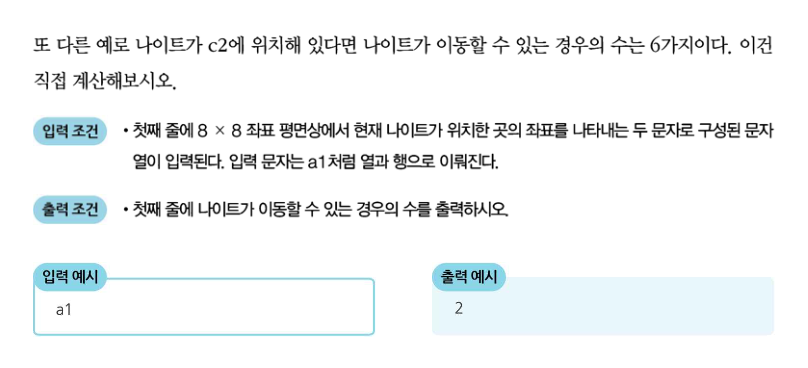 또 다른 예로 나이트가 c2에 위치해 있다면 나이트가 이동할 수 있는 경우의 수는 6가지이다. 이건
직접 계산해보시오.
입력 조건 • 첫째 줄에 8 × 8 좌표 평면상에서 현재 나이트가 위치한 곳의 좌표를 나타내는 두 문자로 구성된 문자
열이 입력된다. 입력 문자는 a1처럼 열과 행으로 이뤄진다.
출력 조건 • 첫째 줄에 나이트가 이동할 수 있는 경우의 수를 출력하시오.
입력 예시
a1
출력 예시
2